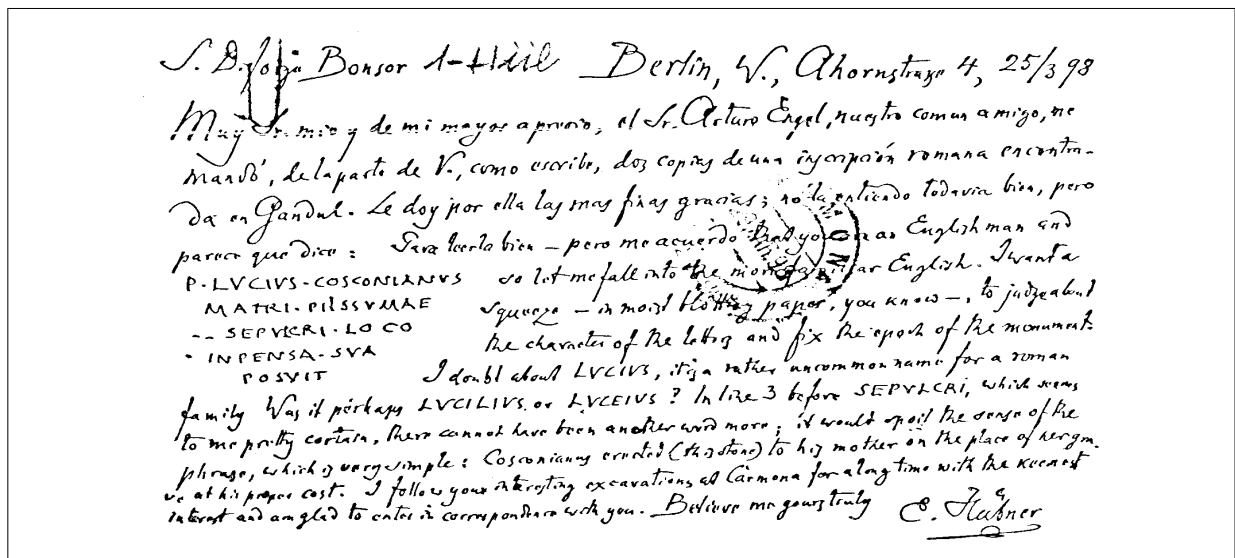 S. D. Jorge Bonsor Berlin, W., Ahornstrasse 4, 25/3 98
Muy Sr. mio y de mi mayor aprecio, el Sr. Arturo Engel, nuestro comun amigo, me
mandó, de la parte de V., como escribe, dos copias de una inscripción romana encontra-
da en Gandul. Le doy por ella las mas finas gracias; no la entiendo todavia bien, pero
parece que dice: Para leerla bien – pero me acuerdo that you are an English man and
P·LVCIVS·COSCONIANVS so let me fall into the more familiar English. I want a
MATRI·PIISSVMAE squeeze – in moist blotting paper, you know –, to judge about
-- SEPVLCRI·LOCO the character of the letters and fix the epoch of the monument.
· INPENSA·SVA
POSVIT I doubt about LVCIVS, it is a rather uncommon name for a roman
family Was it perhaps LVCILIVS or LVCEIVS? In line 3 before SEPVLCRI, which seems
to me pretty certain, there cannot have been another word more; it would spoil the sense of the
phrase, which is very simple: Cosconianus erected (this stone) to his mother on the place of her gra-
ve at his proper cost. I follow your interesting excavations at Carmona for a long time with the keenest
interest and am glad to enter in correspondence with you. Believe me yours truly E. Hübner